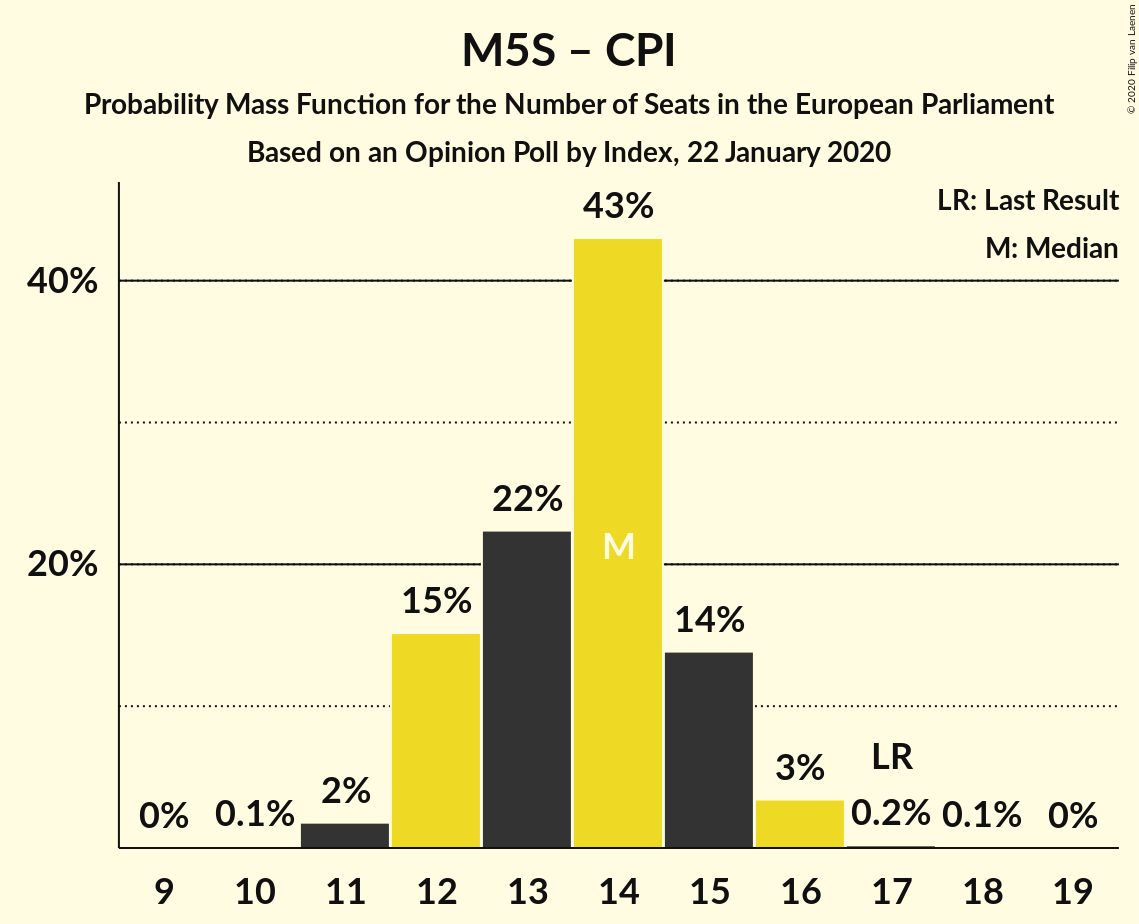 M5S – CPI
Probability Mass Function for the Number of Seats in the European Parliament
Based on an Opinion Poll by Index, 22 January 2020
© 2020 Filip van Laenen
LR: Last Result
M: Median
40%
20%
0%
0.1%
2%
15%
22%
43%
M
14%
3%
LR
0.2%
0.1%
0%
9 10 11 12 13 14 15 16 17 18 19